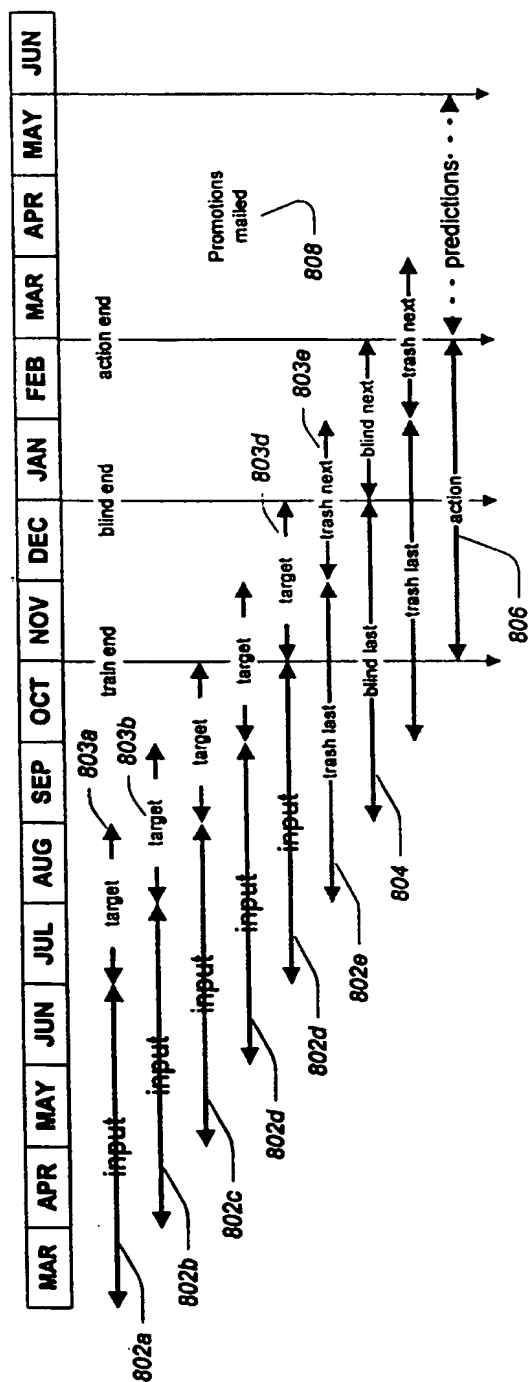 MAR APR MAY JUN JUL AUG SEP OCT NOV DEC JAN FEB MAR APR MAY JUN
train end blind end action end
input target 803a
802a
input target 803b
802b
input target
802c
input target
802d
input target 803d
802d
trash last trash next 803e
802e
blind last blind next
804
trash last trash next
action predictions
806
Promotions
mailed
808